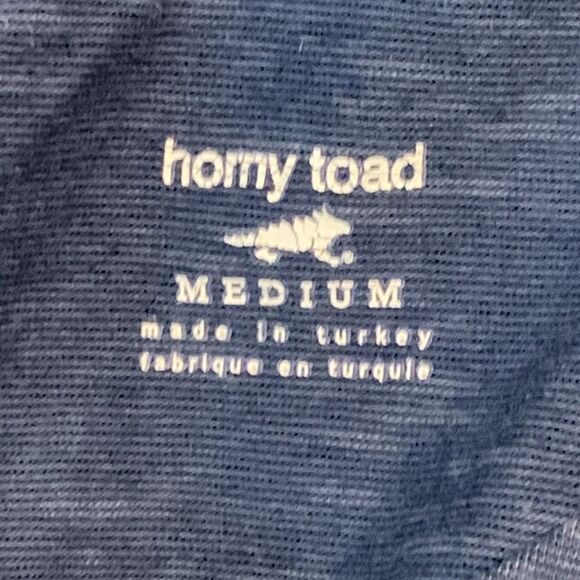 horny toad
MEDIUM
made in turkey
fabrique en turquie